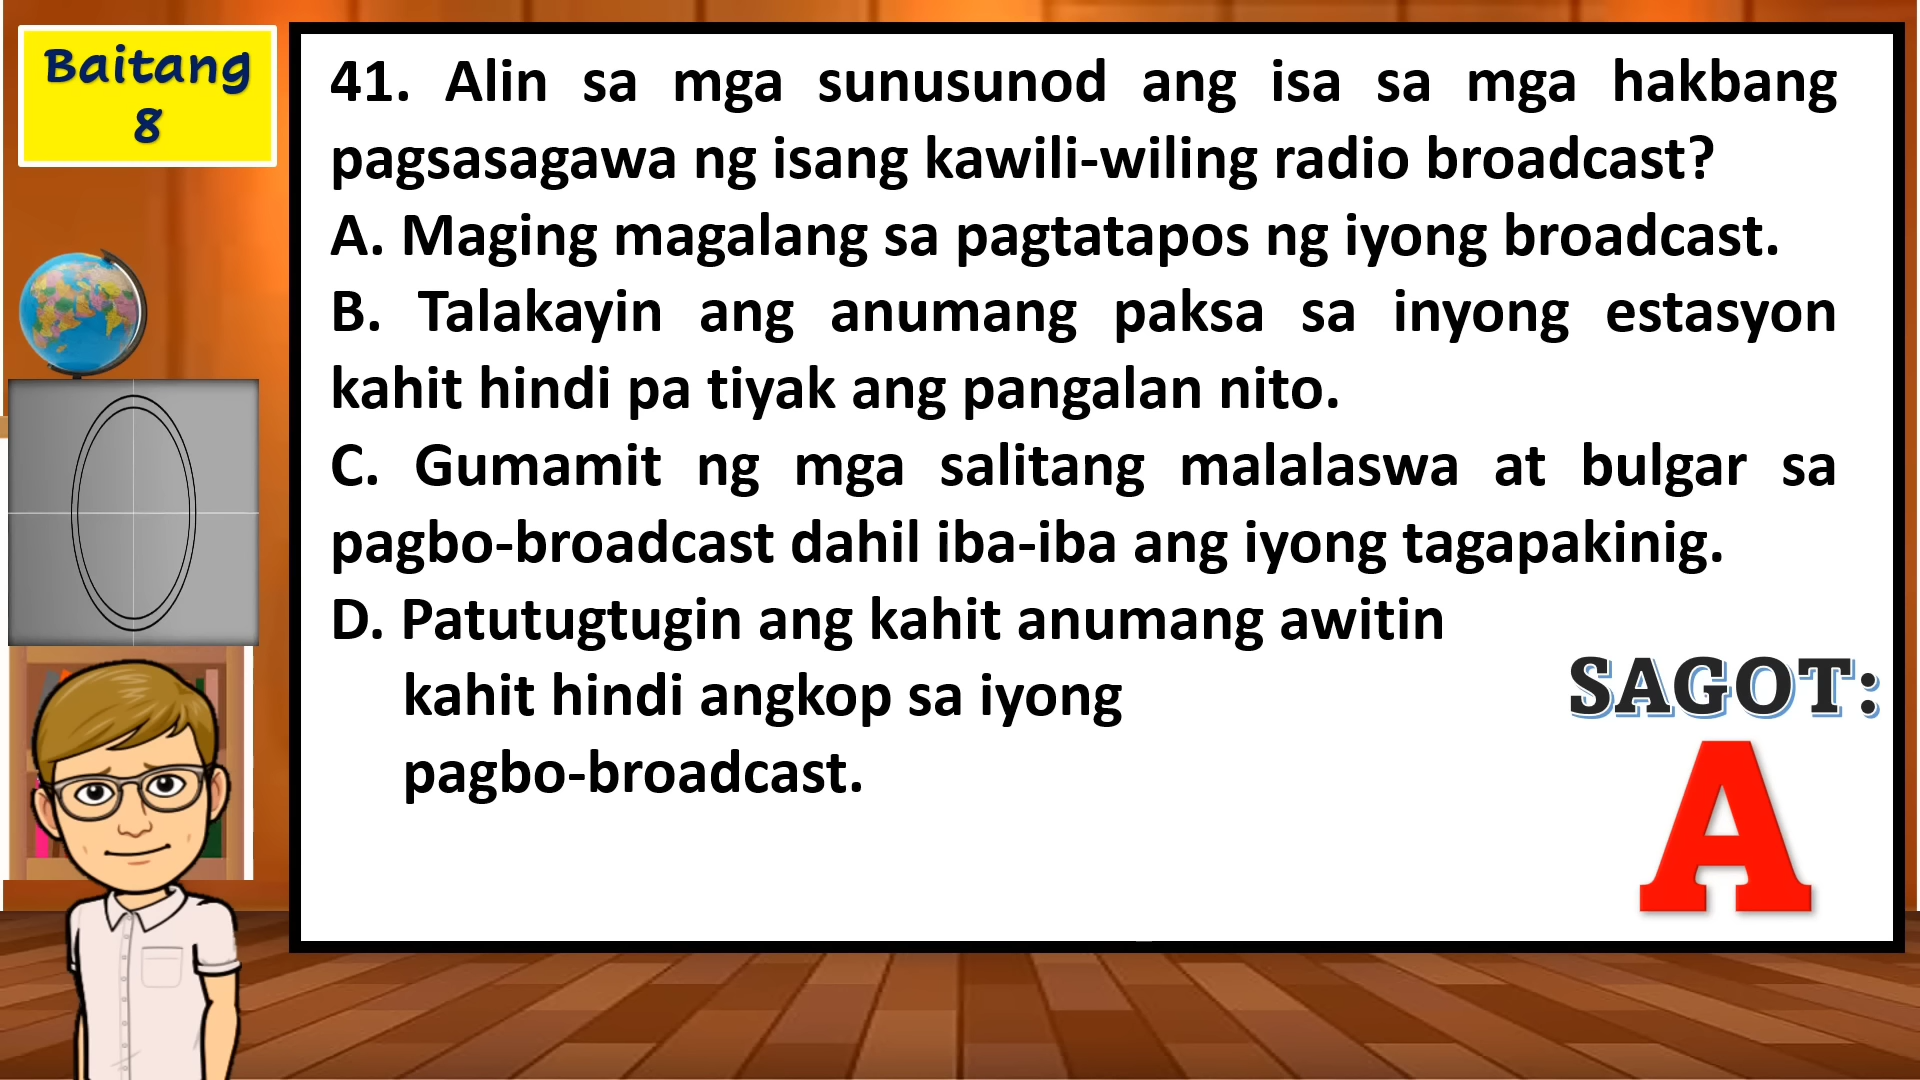 Baitang
8
41. Alin sa mga sunusunod ang isa sa mga hakbang
pagsasagawa ng isang kawili-wiling radio broadcast?
A. Maging magalang sa pagtatapos ng iyong broadcast.
B. Talakayin ang anumang paksa sa inyong estasyon
kahit hindi pa tiyak ang pangalan nito.
C. Gumamit ng mga salitang malalaswa at bulgar sa
pagbo-broadcast dahil iba-iba ang iyong tagapakinig.
D. Patutugtugin ang kahit anumang awitin
kahit hindi angkop sa iyong
pagbo-broadcast.
SAGOT:
A